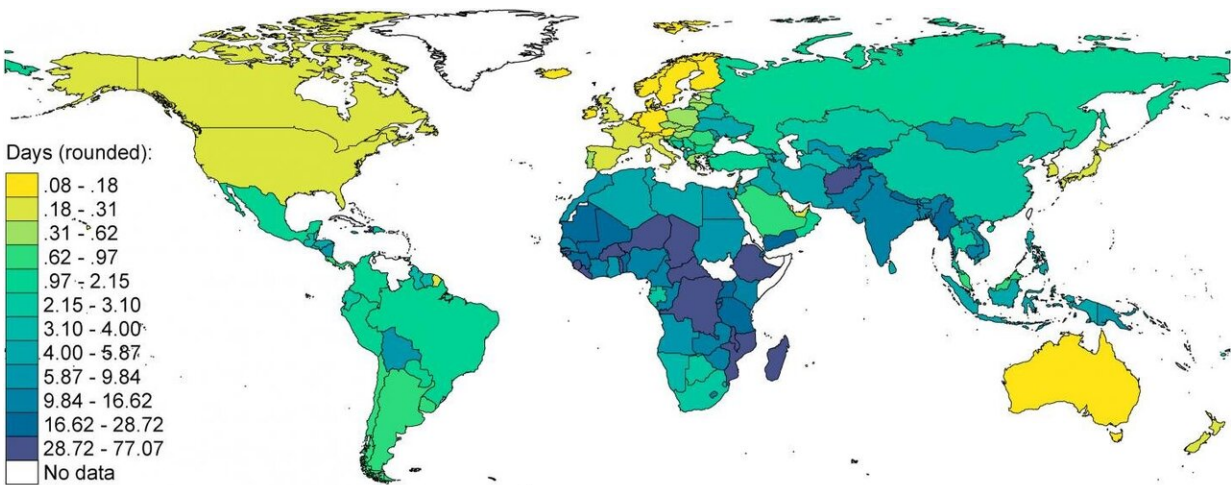 Days (rounded):
.08 - .18
.18 - .31
.31 - .62
.62 - .97
.97 - 2.15
2.15 - 3.10
3.10 - 4.00
4.00 - 5.87
5.87 - 9.84
9.84 - 16.62
16.62 - 28.72
28.72 - 77.07
No data